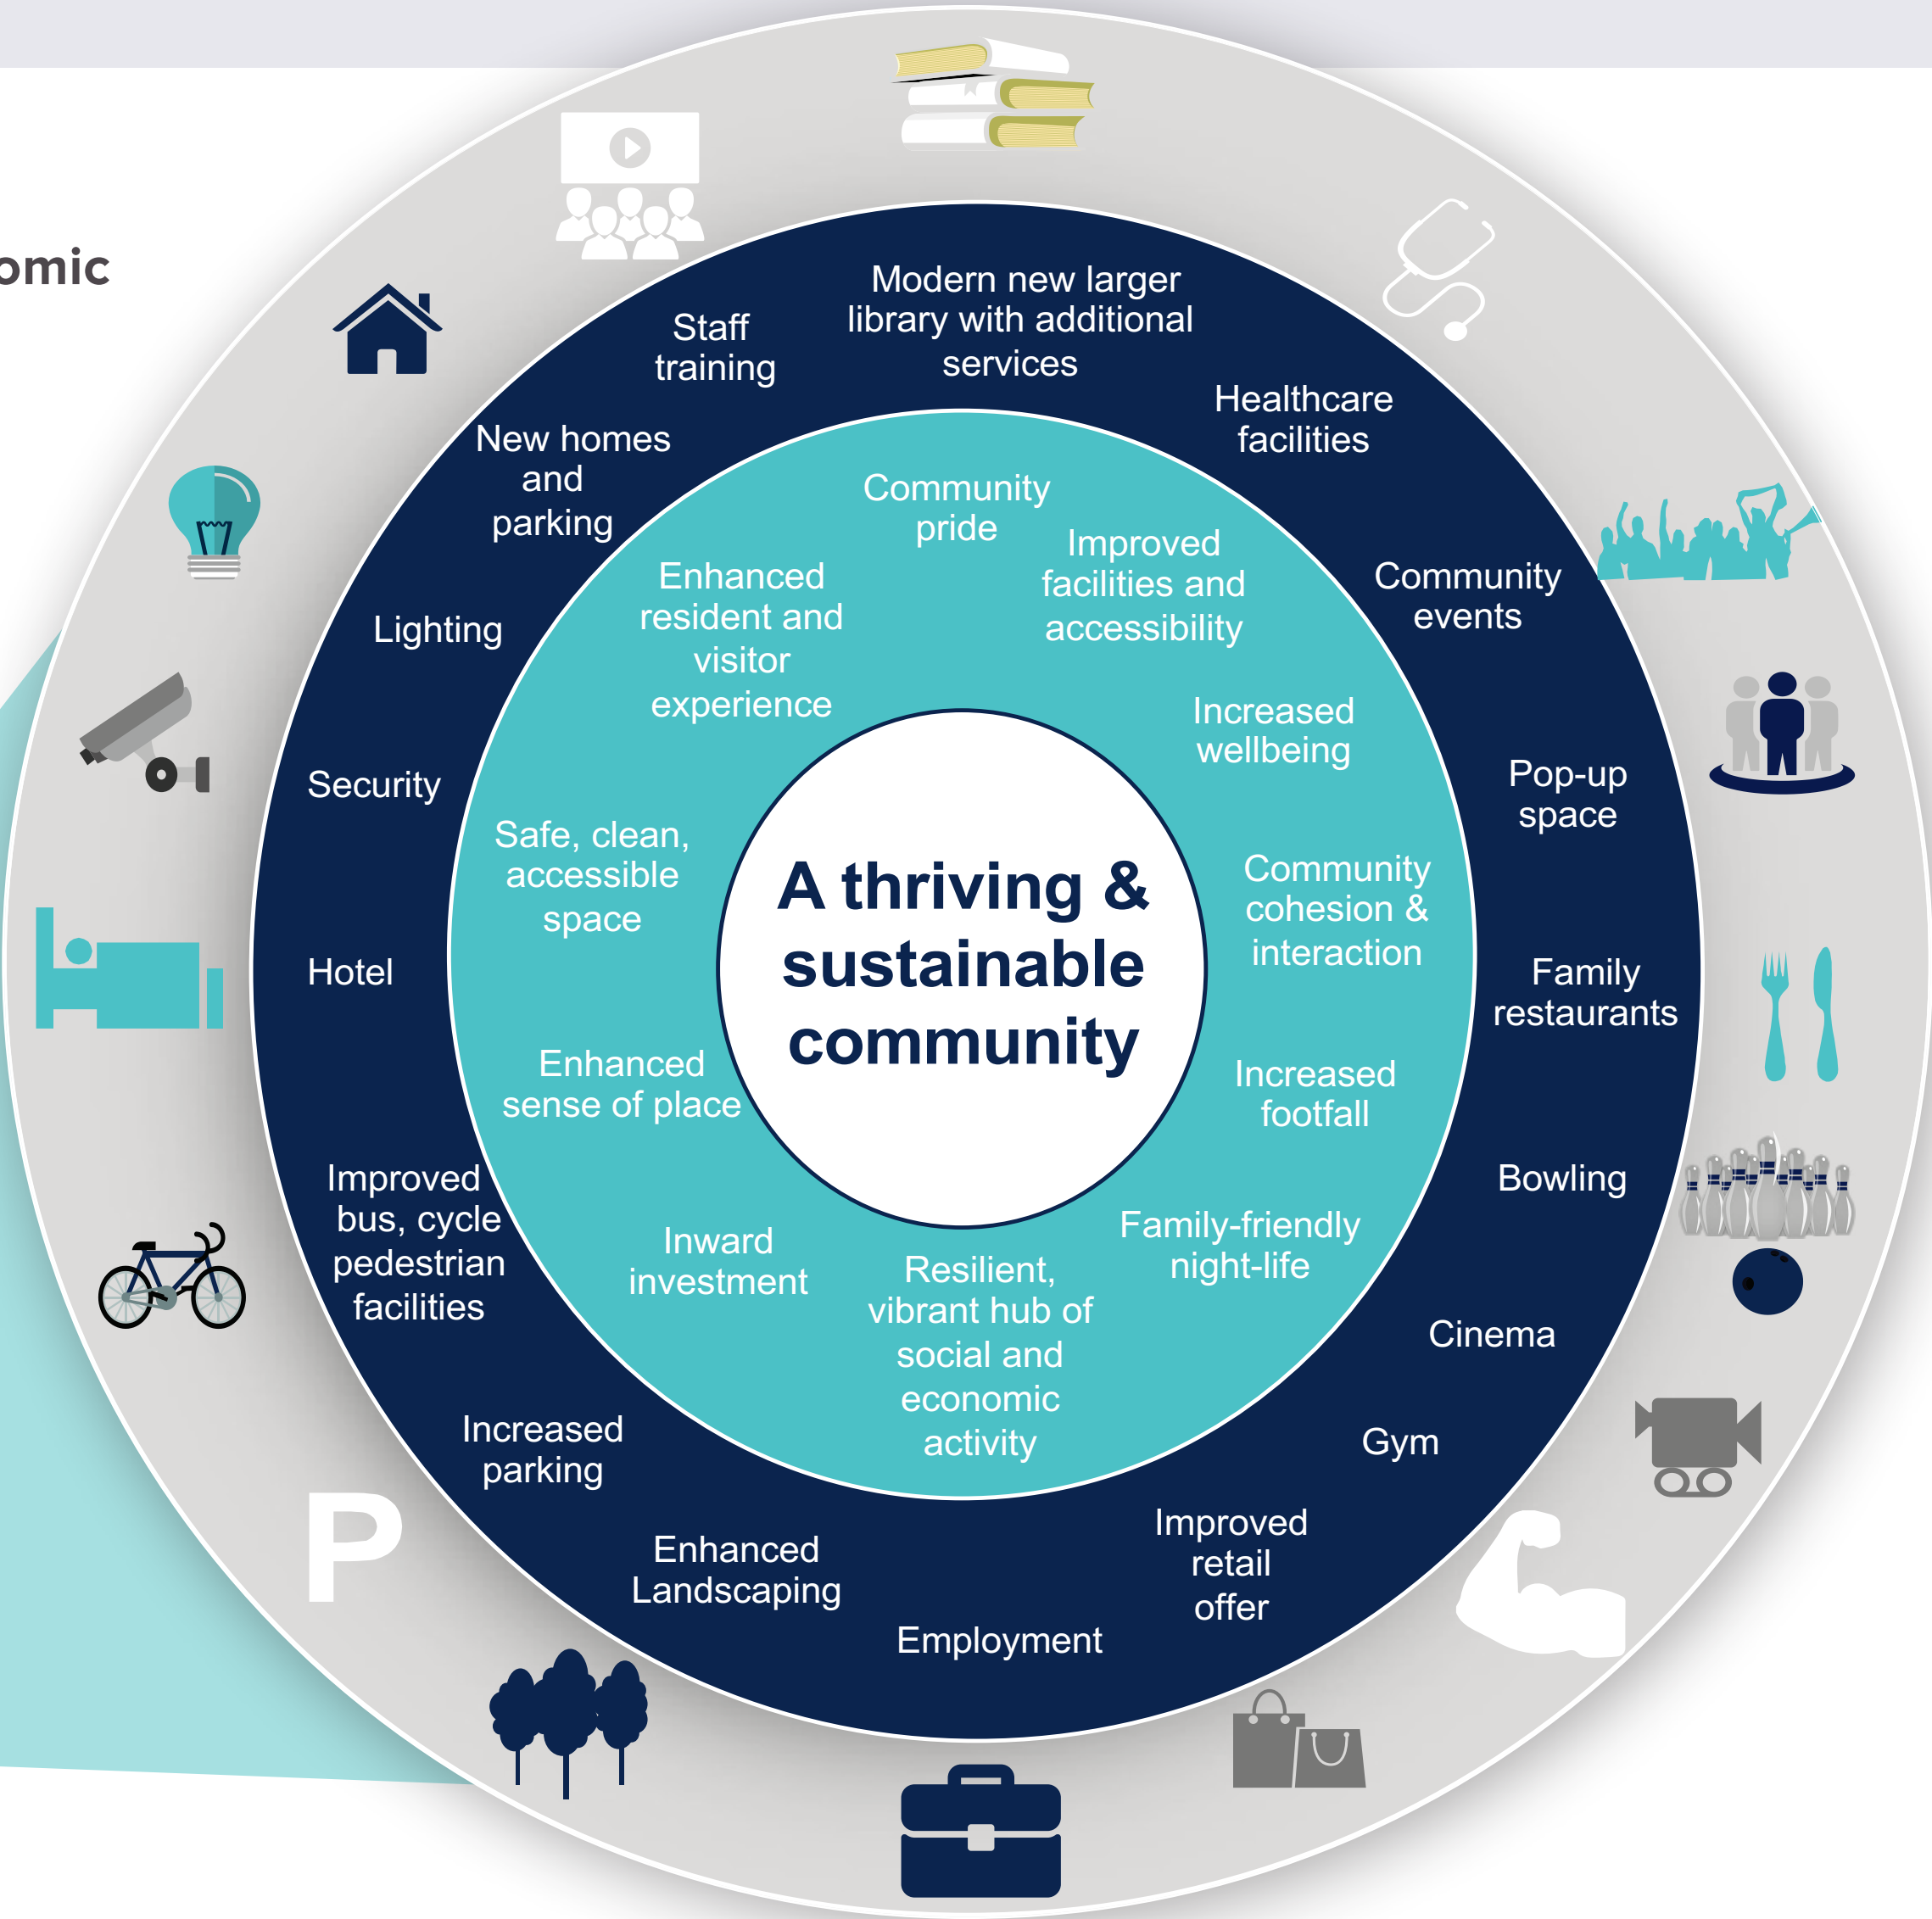 omic
Modern new larger
library with additional
services
Healthcare
facilities
Community
events
Pop-up
space
Family
restaurants
Bowling
Cinema
Gym
Improved
retail
offer
Employment
Enhanced
Landscaping
Increased
parking
Improved
bus, cycle
pedestrian
facilities
Hotel
Security
Lighting
New homes
and
parking
Staff
training
Community
pride
Improved
facilities and
accessibility
Increased
wellbeing
Community
cohesion &
interaction
Increased
footfall
Family-friendly
night-life
Resilient,
vibrant hub of
social and
economic
activity
Inward
investment
Enhanced
sense of place
Safe, clean,
accessible
space
Enhanced
resident and
visitor
experience
A thriving &
sustainable
community
P